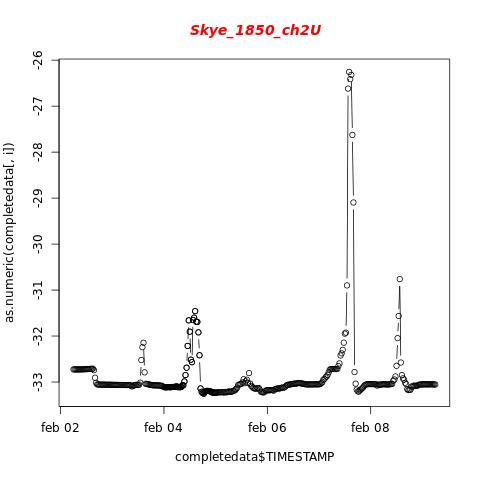 Skye_1850_ch2U
as.numeric(completedata[, i])
-26
-27
-28
-29
-30
-31
-32
-33
feb 02 feb 04 feb 06 feb 08
completedata$TIMESTAMP